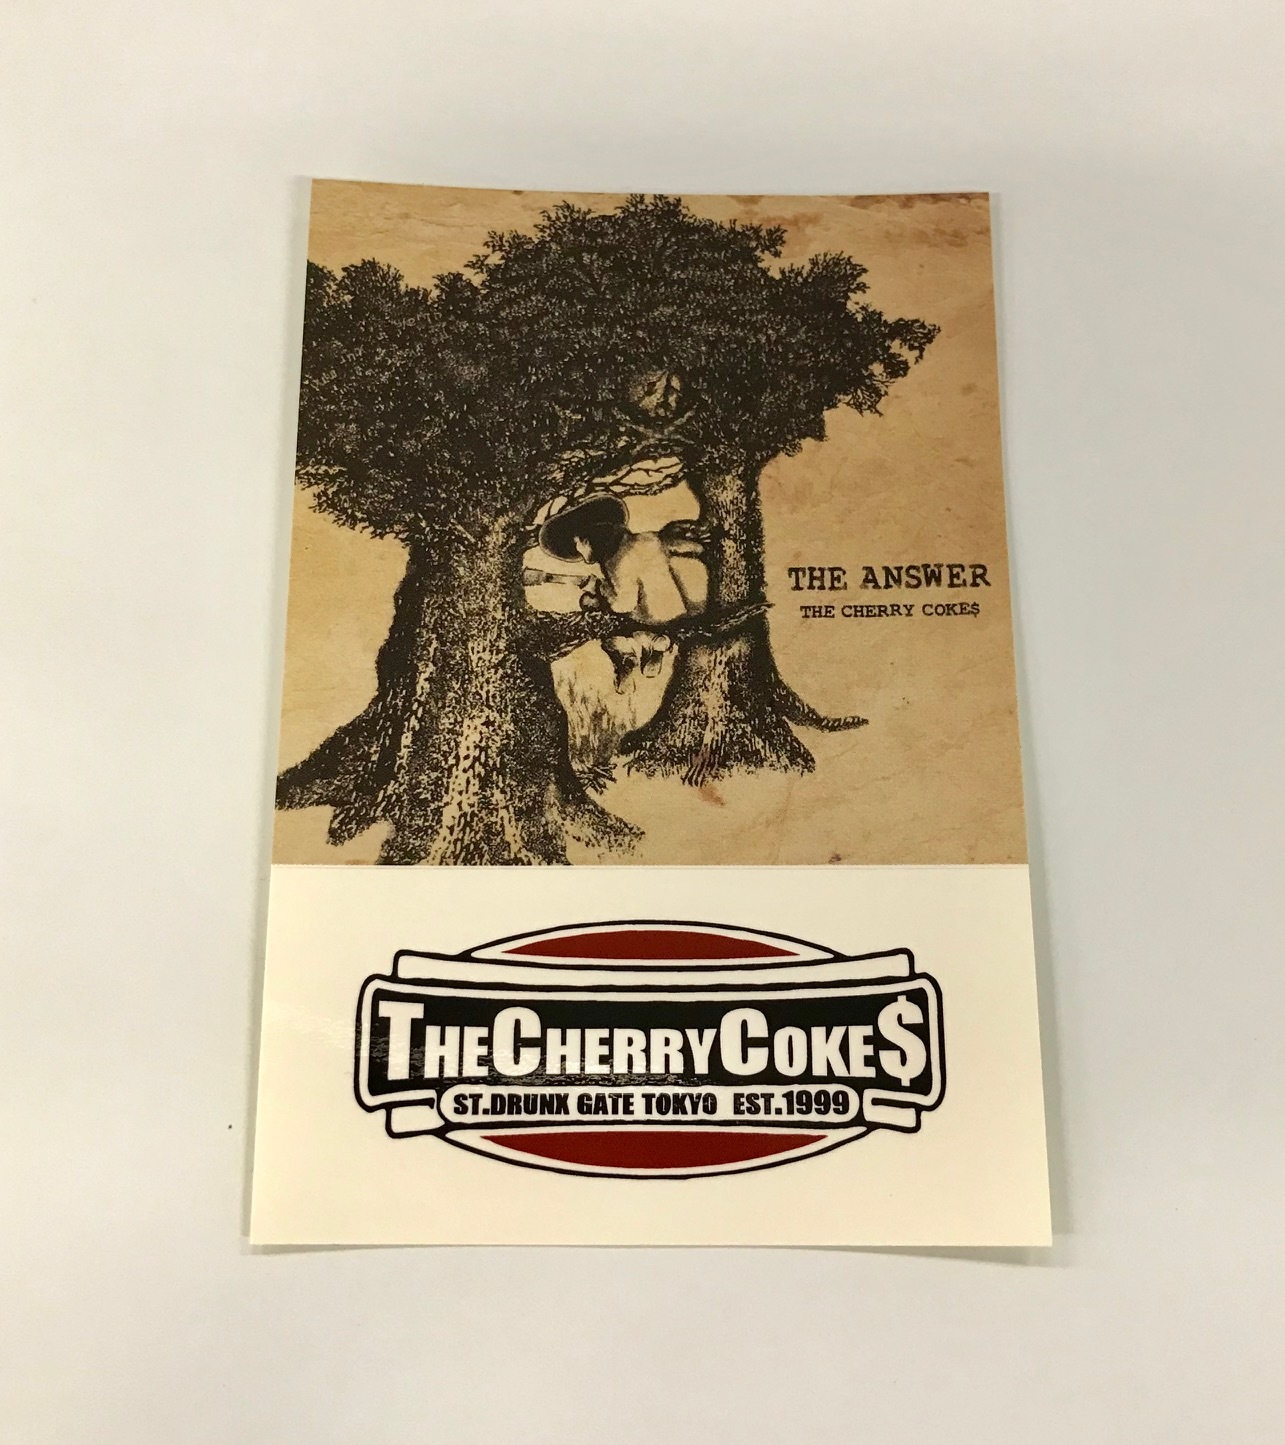 THE ANSWER
THE CHERRY COKE$
THECHERRYCOKE$
ST.DRUNX GATE TOKYO EST.1999